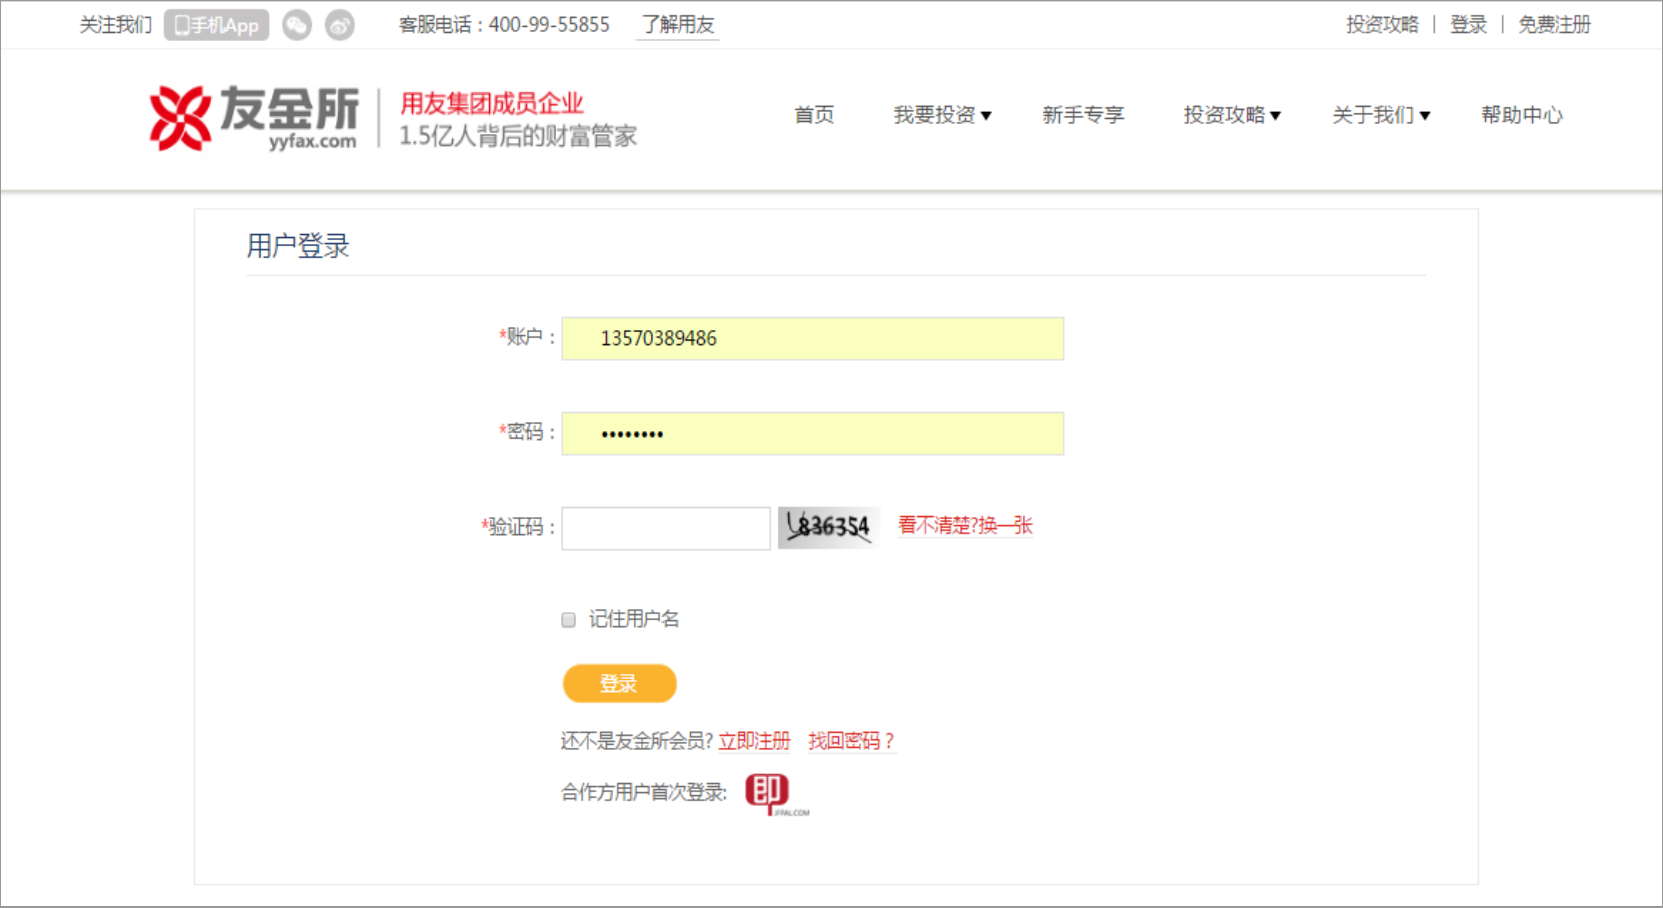 关注我们 手机App 客服电话：400-99-55855 了解用友 投资攻略 | 登录 | 免费注册
友金所 yyfax.com 用友集团成员企业
1.5亿人背后的财富管家
首页 我要投资▼ 新手专享 投资攻略▼ 关于我们▼ 帮助中心
用户登录
*账户： 13570389486
*密码： ••••••••
*验证码： 836354 看不清楚?换一张
记住用户名
登录
还不是友金所会员? 立即注册 找回密码？
合作方用户首次登录: 即 JFPAL.COM